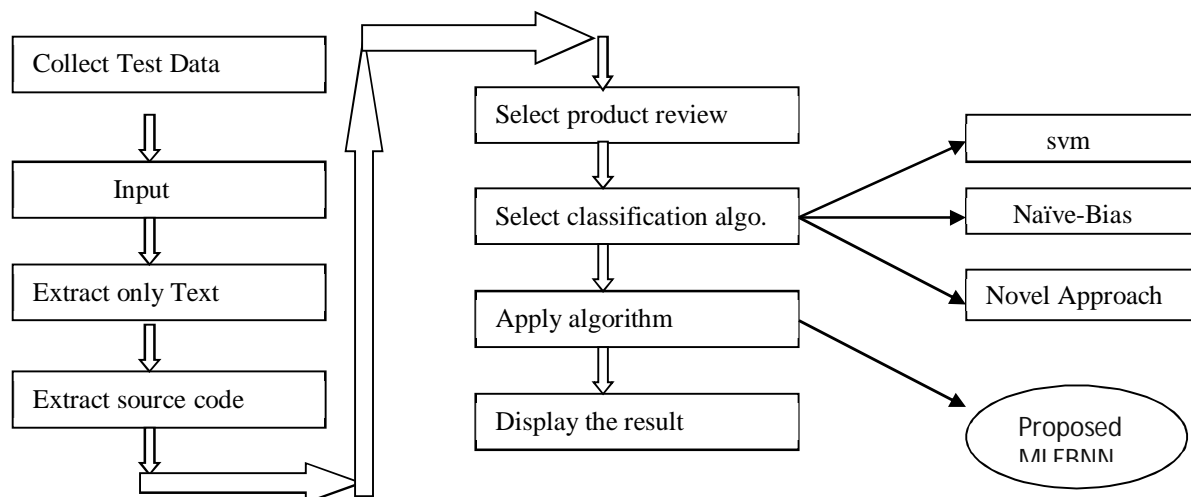 Collect Test Data
Input
Extract only Text
Extract source code
Select product review
Select classification algo.
Apply algorithm
Display the result
svm
Naïve-Bias
Novel Approach
Proposed